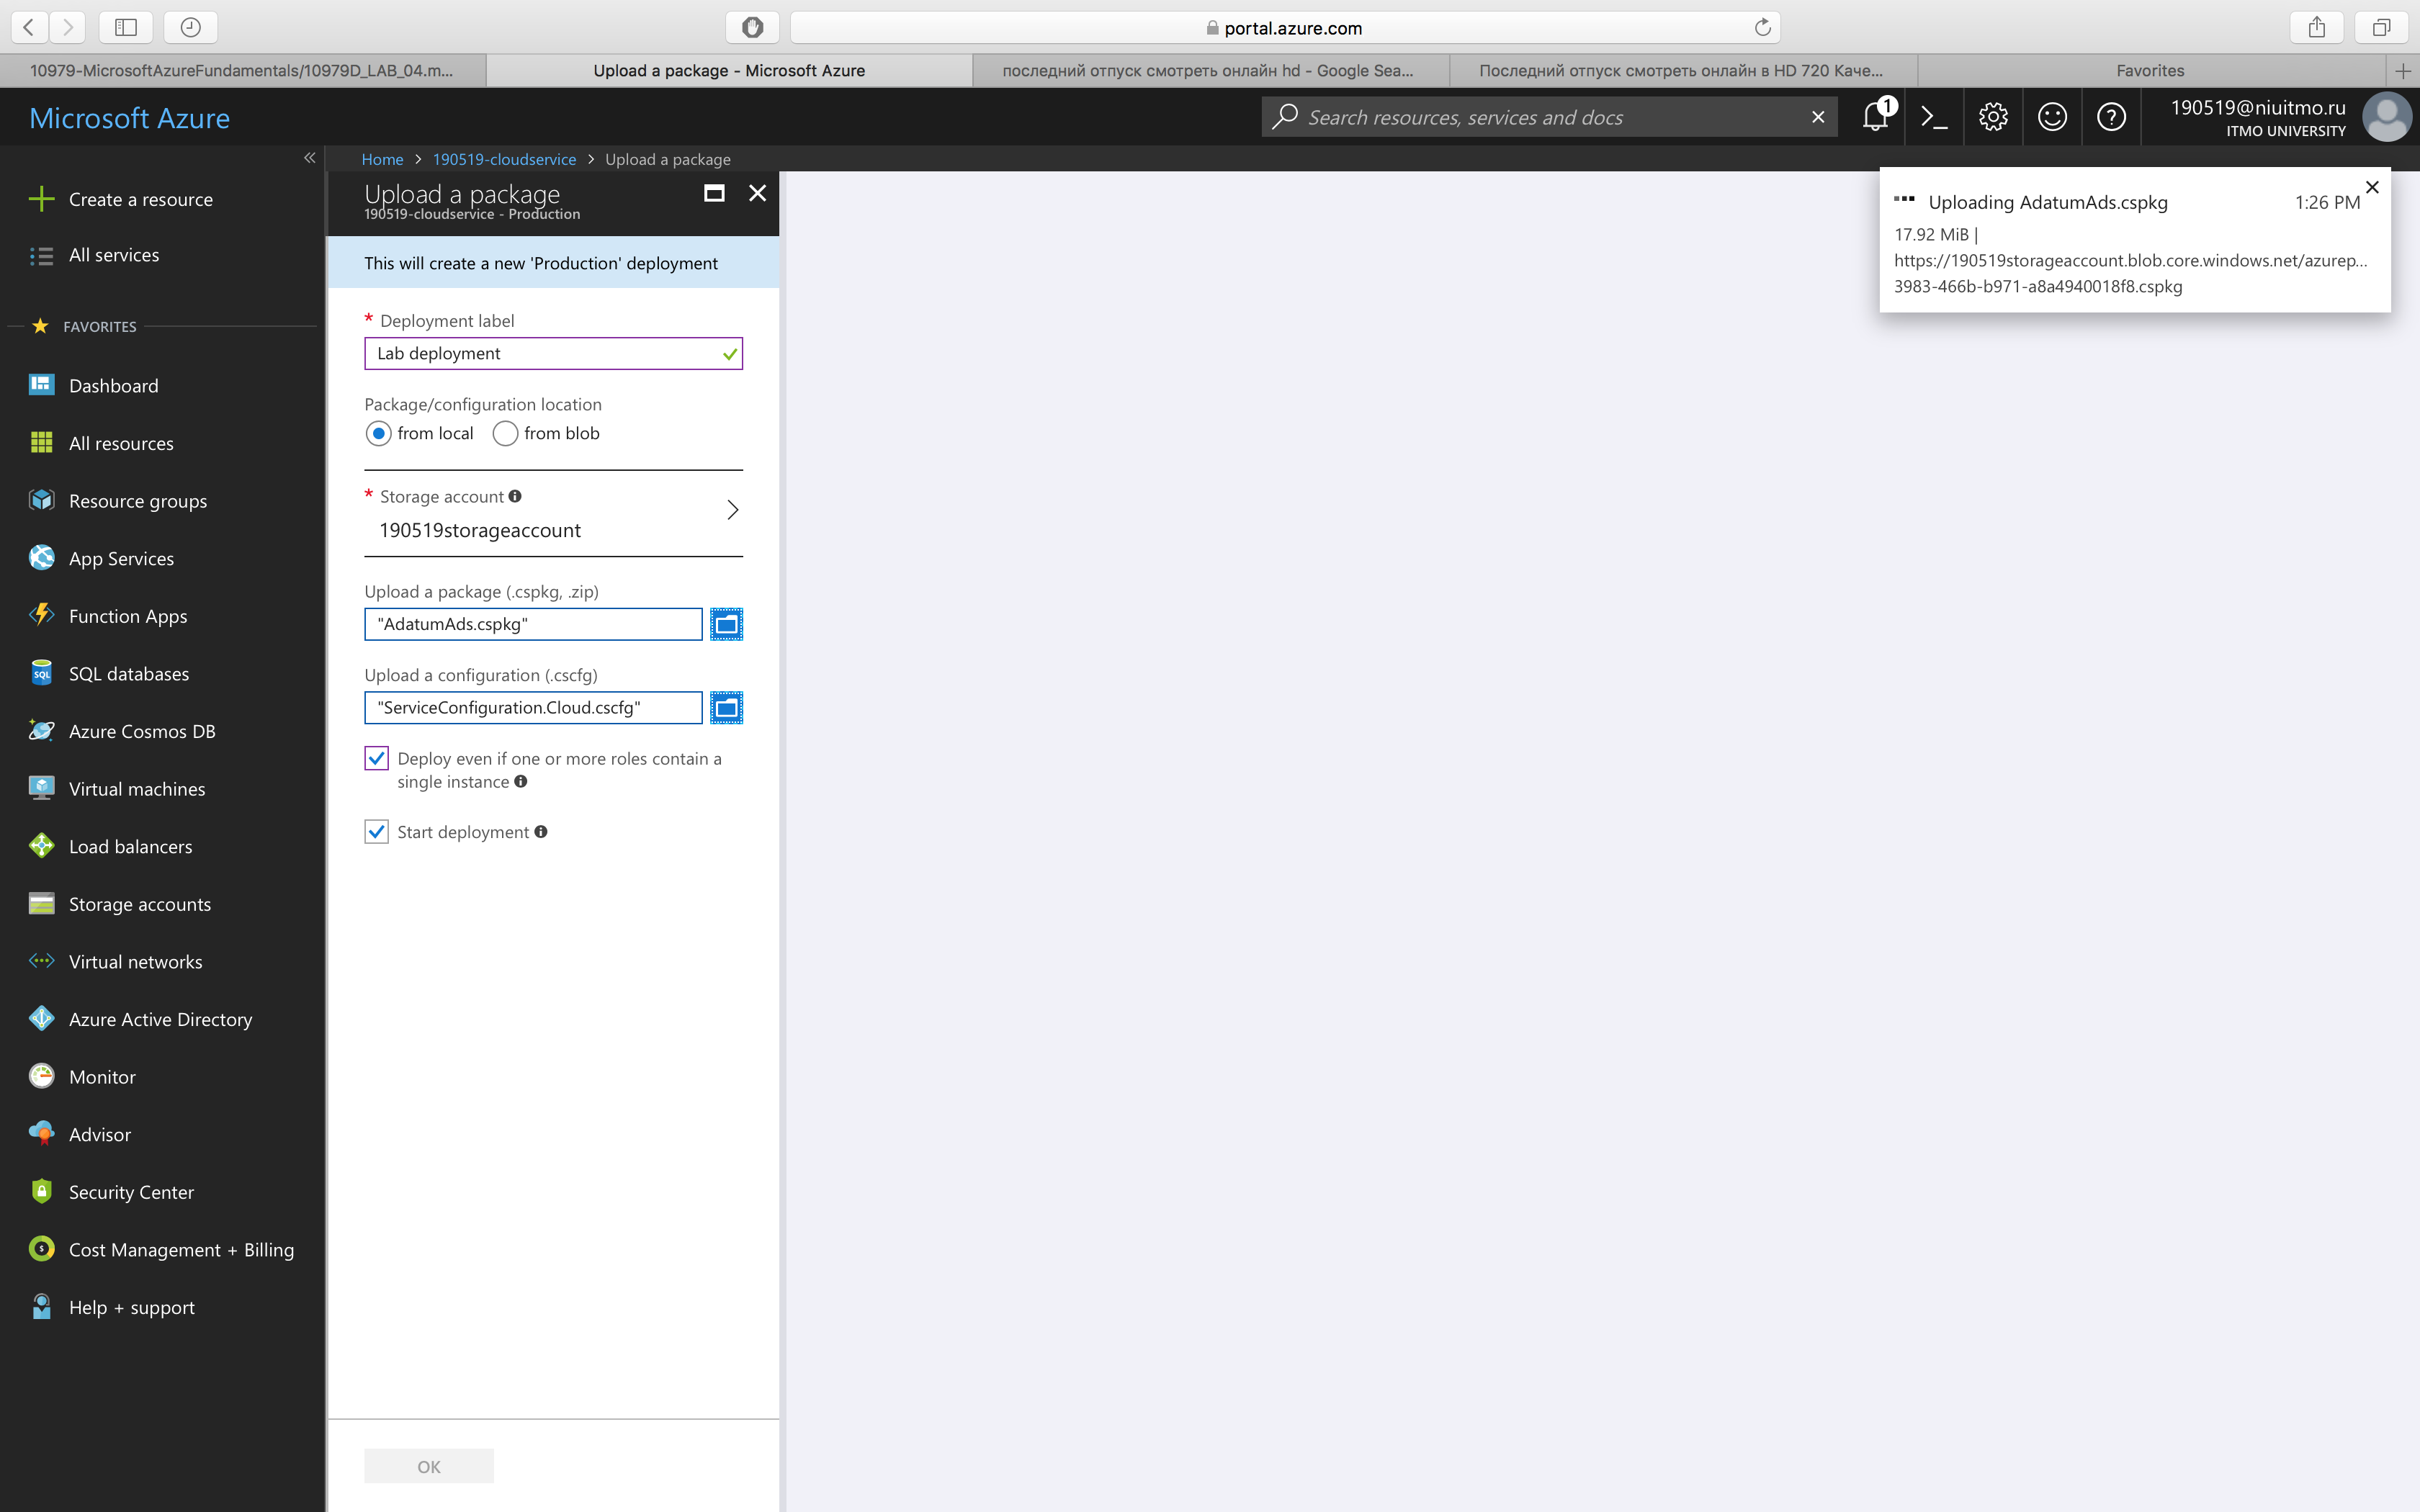 portal.azure.com
10979-MicrosoftAzureFundamentals/10979D_LAB_04.m...
Upload a package - Microsoft Azure
последний отпуск смотреть онлайн hd - Google Sea...
Последний отпуск смотреть онлайн в HD 720 Каче...
Favorites
Microsoft Azure
Search resources, services and docs
1
190519@niuitmo.ru
ITMO UNIVERSITY
Home > 190519-cloudservice > Upload a package
Create a resource
All services
FAVORITES
Dashboard
All resources
Resource groups
App Services
Function Apps
SQL databases
Azure Cosmos DB
Virtual machines
Load balancers
Storage accounts
Virtual networks
Azure Active Directory
Monitor
Advisor
Security Center
Cost Management + Billing
Help + support
Upload a package
190519-cloudservice - Production
This will create a new 'Production' deployment
* Deployment label
Lab deployment
Package/configuration location
from local
from blob
* Storage account
190519storageaccount
Upload a package (.cspkg, .zip)
"AdatumAds.cspkg"
Upload a configuration (.cscfg)
"ServiceConfiguration.Cloud.cscfg"
Deploy even if one or more roles contain a
single instance
Start deployment
OK
Uploading AdatumAds.cspkg
1:26 PM
17.92 MiB |
https://190519storageaccount.blob.core.windows.net/azurep...
3983-466b-b971-a8a4940018f8.cspkg